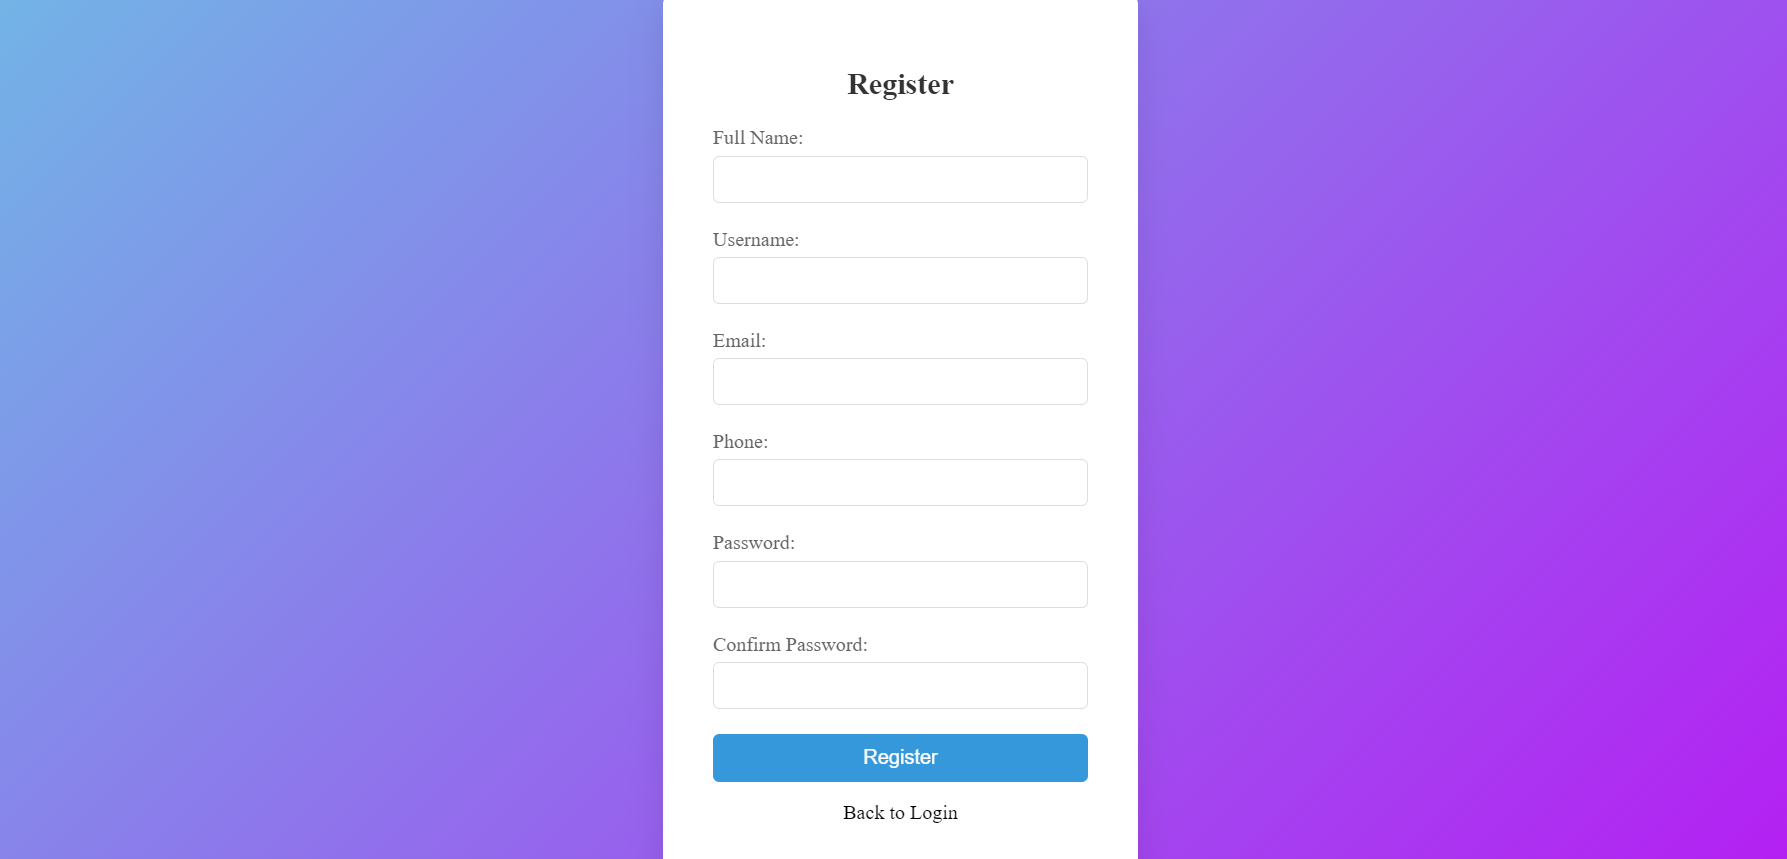 Register
Full Name:
Username:
Email:
Phone:
Password:
Confirm Password:
Register
Back to Login